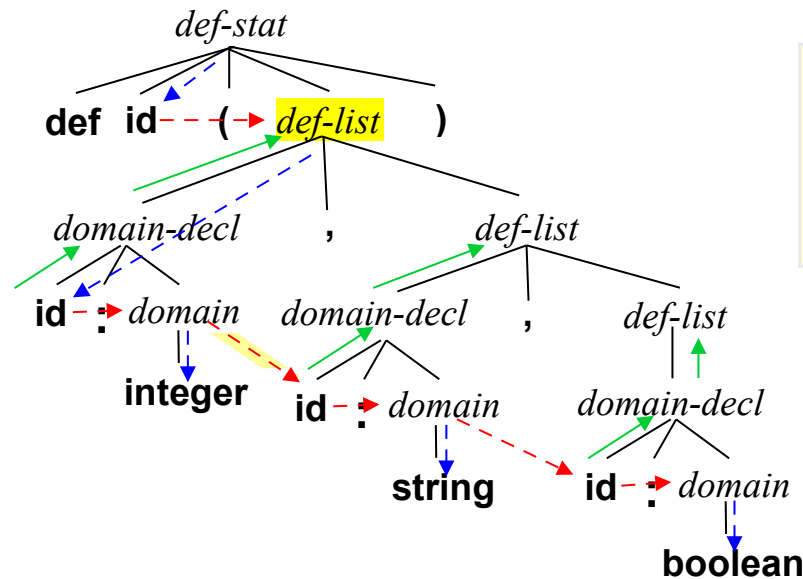 def-stat
def id ( def-list )
domain-decl , def-list
id : domain domain-decl , def-list
integer id : domain domain-decl
string id : domain
boolean